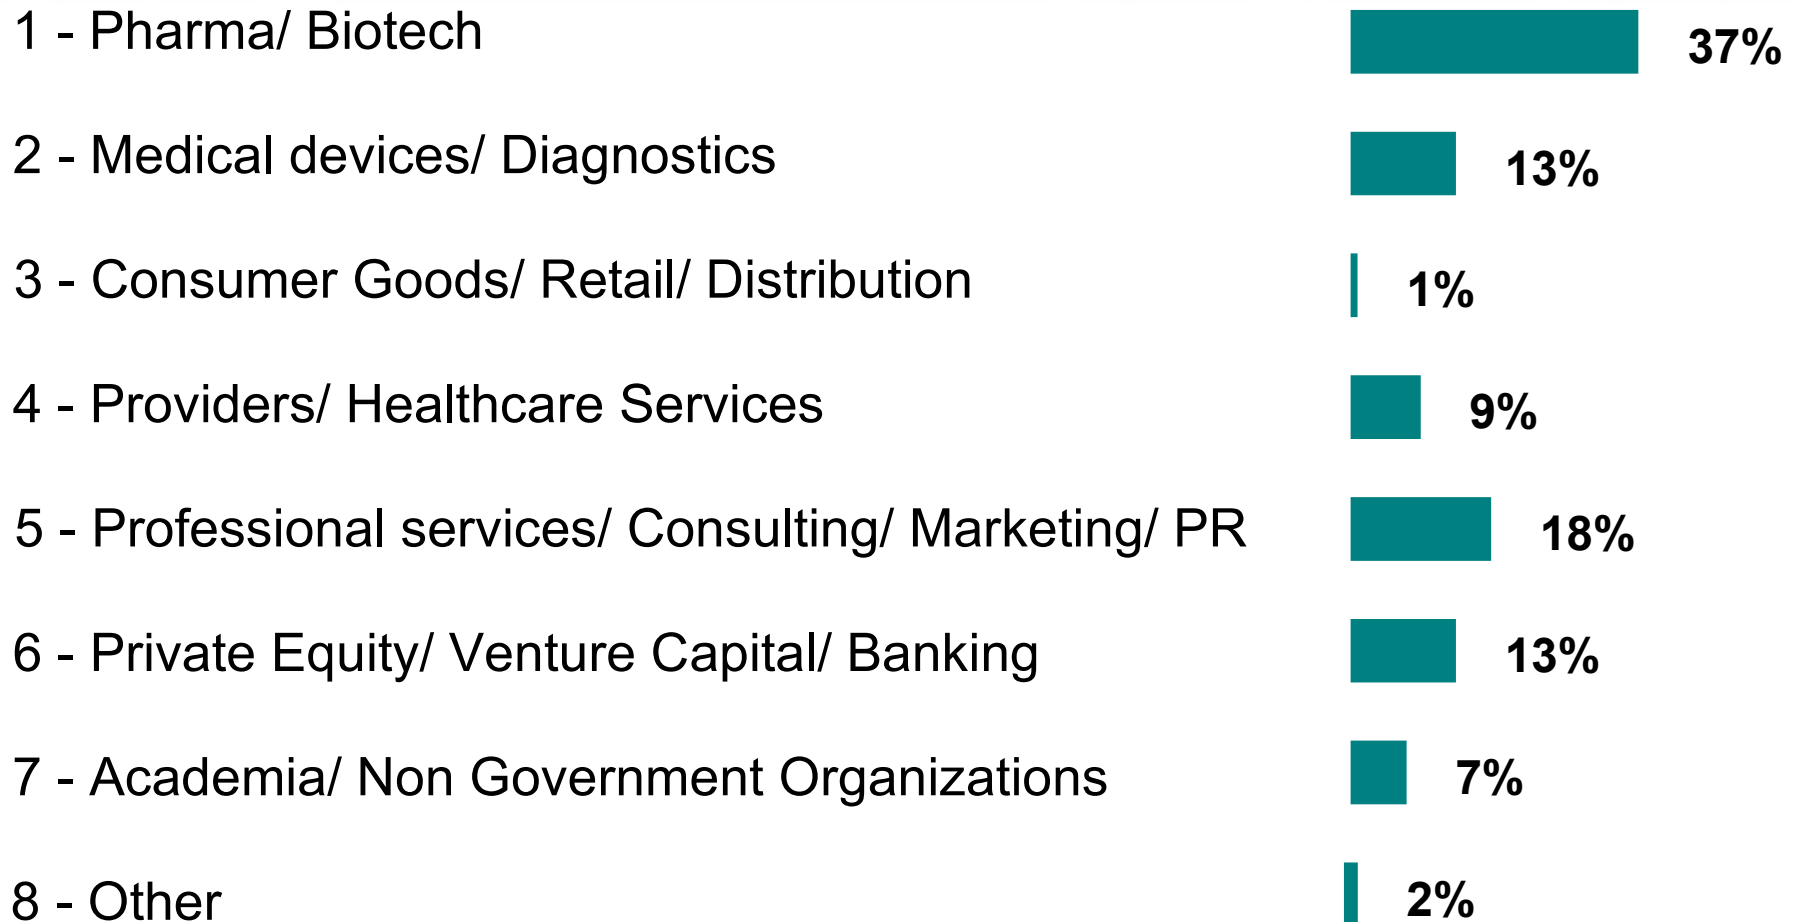 1 - Pharma/ Biotech 37%
2 - Medical devices/ Diagnostics 13%
3 - Consumer Goods/ Retail/ Distribution 1%
4 - Providers/ Healthcare Services 9%
5 - Professional services/ Consulting/ Marketing/ PR 18%
6 - Private Equity/ Venture Capital/ Banking 13%
7 - Academia/ Non Government Organizations 7%
8 - Other 2%